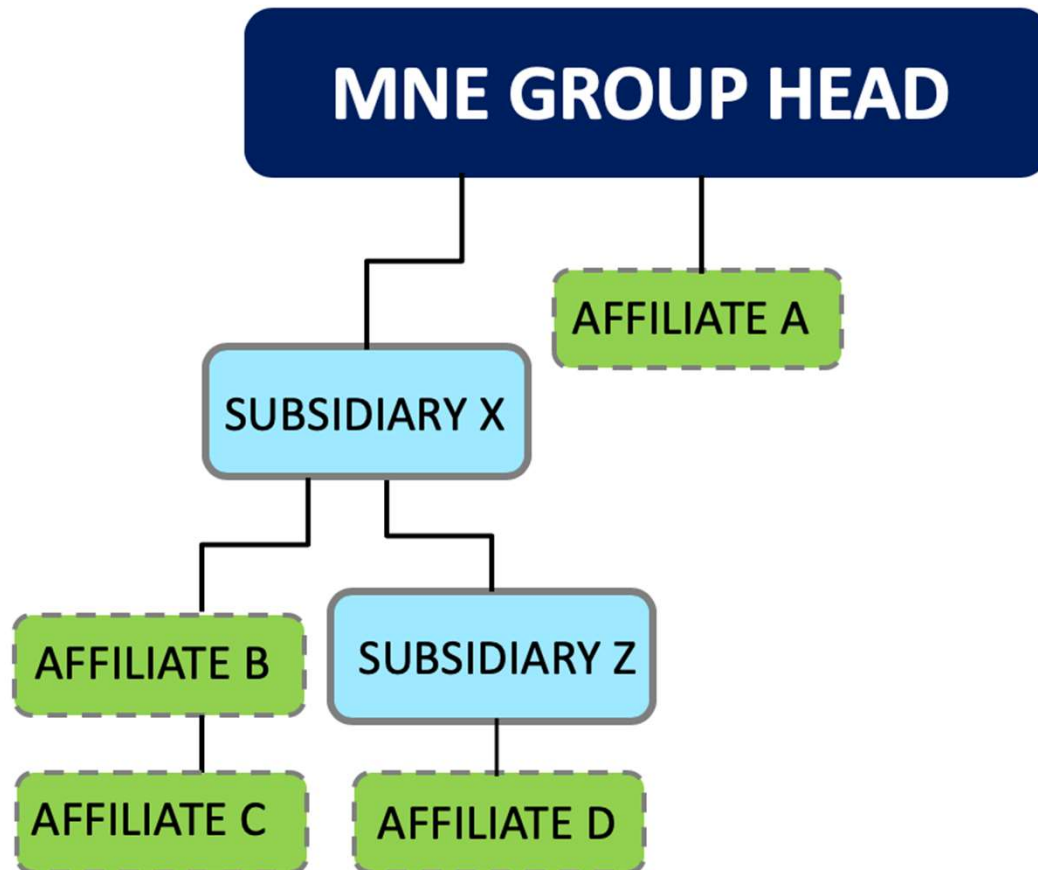 MNE GROUP HEAD
AFFILIATE A
SUBSIDIARY X
AFFILIATE B
SUBSIDIARY Z
AFFILIATE C
AFFILIATE D